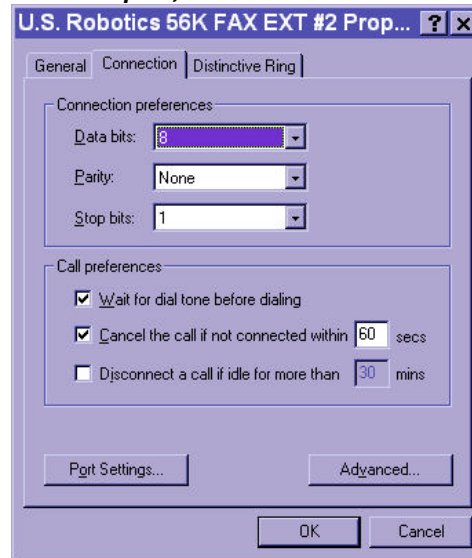 U.S. Robotics 56K FAX EXT #2 Prop... ? ×
General Connection Distinctive Ring
Connection preferences
Data bits: 8
Parity: None
Stop bits: 1
Call preferences
Wait for dial tone before dialing
Cancel the call if not connected within 60 secs
Disconnect a call if idle for more than 30 mins
Port Settings... Advanced...
OK Cancel